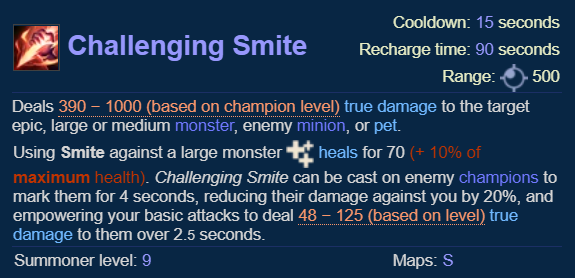 Challenging Smite
Cooldown: 15 seconds
Recharge time: 90 seconds
Range: 500
Deals 390 − 1000 (based on champion level) true damage to the target
epic, large or medium monster, enemy minion, or pet.
Using Smite against a large monster heals for 70 (+ 10% of
maximum health). Challenging Smite can be cast on enemy champions to
mark them for 4 seconds, reducing their damage against you by 20%, and
empowering your basic attacks to deal 48 − 125 (based on level) true
damage to them over 2.5 seconds.
Summoner level: 9
Maps: S